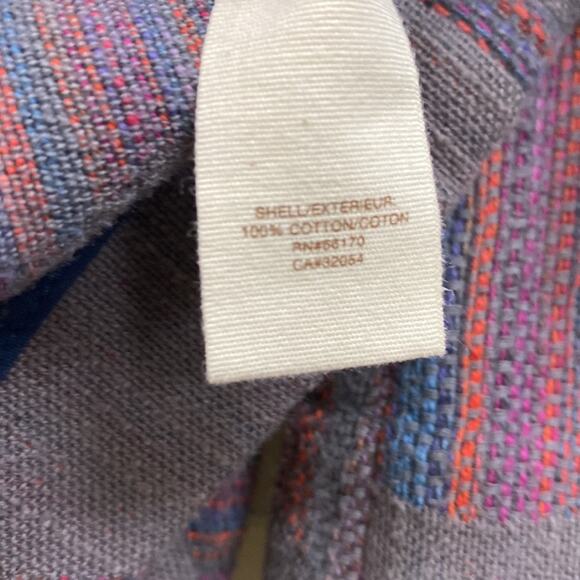 SHELL/EXTERIEUR.
100% COTTON/COTON
RN#66170
CA#32054